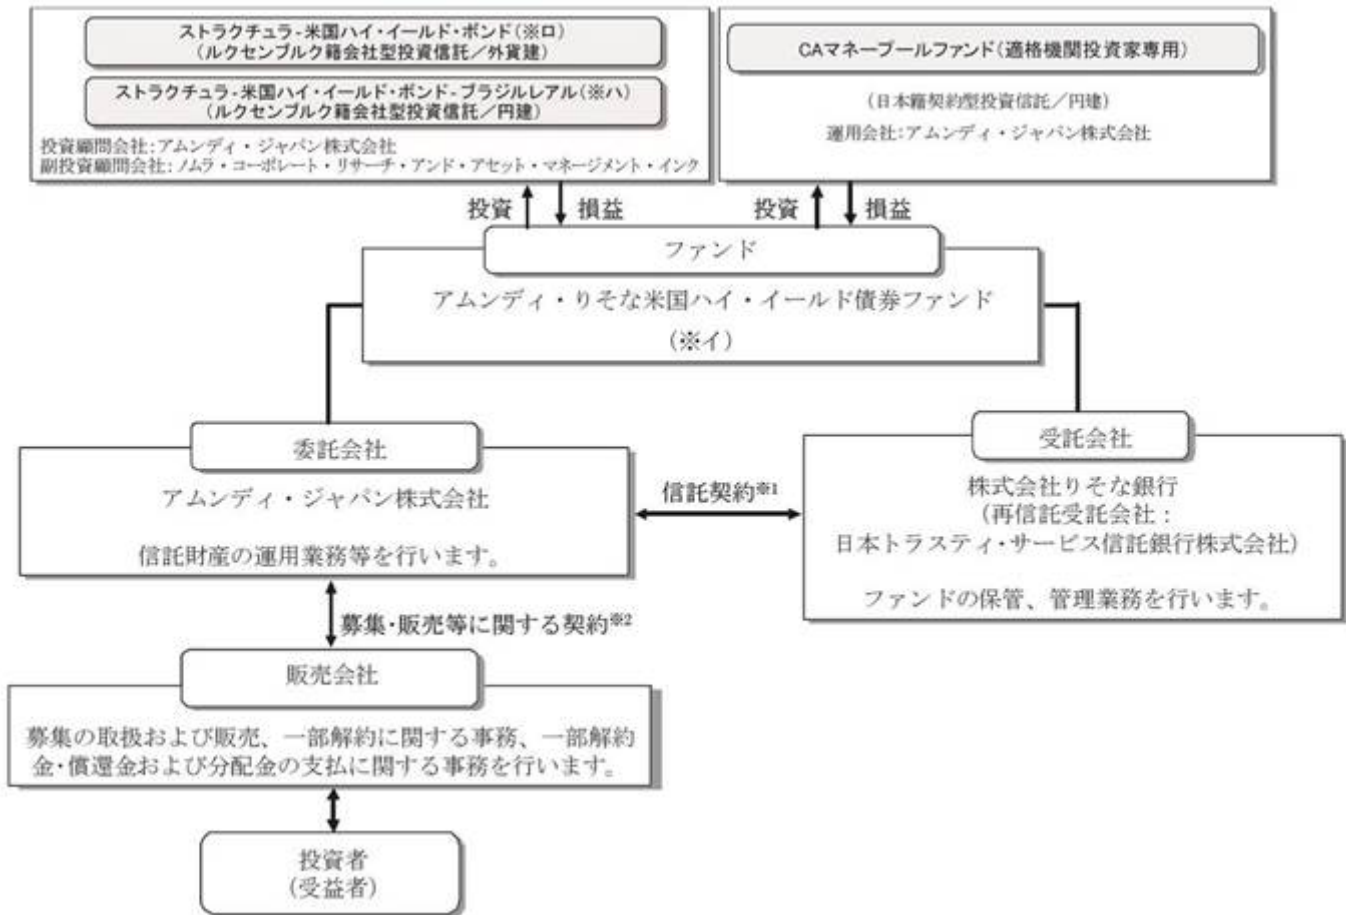 ストラクチュラ-米国ハイ・イールド・ボンド(※ロ)
(ルクセンブルク籍会社型投資信託／外貨建)
ストラクチュラ-米国ハイ・イールド・ボンド-ブラジルレアル(※ハ)
(ルクセンブルク籍会社型投資信託／円建)
投資顧問会社:アムンディ・ジャパン株式会社
副投資顧問会社:ノムラ・コーポレート・リサーチ・アンド・アセット・マネージメント・インク
CAマネープールファンド(適格機関投資家専用)
(日本籍契約型投資信託／円建)
運用会社:アムンディ・ジャパン株式会社
投資
損益
投資
損益
ファンド
アムンディ・りそな米国ハイ・イールド債券ファンド
(※イ)
委託会社
アムンディ・ジャパン株式会社
信託財産の運用業務等を行います。
信託契約※1
受託会社
株式会社りそな銀行
(再信託受託会社：
日本トラスティ・サービス信託銀行株式会社)
ファンドの保管、管理業務を行います。
募集・販売等に関する契約※2
販売会社
募集の取扱および販売、一部解約に関する事務、一部解約
金・償還金および分配金の支払に関する事務を行います。
投資者
(受益者)